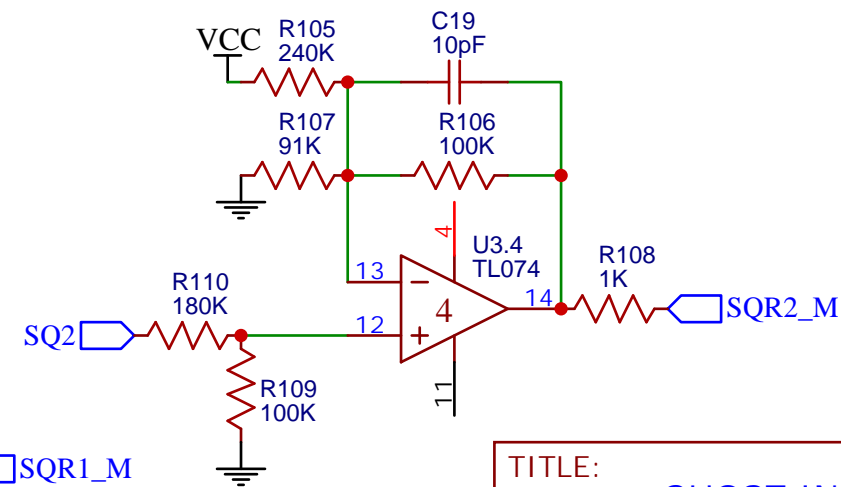 VCC
R105
240K
C19
10pF
R107
91K
R106
100K
4
U3.4
TL074
13
12
4
14
11
R108
1K
SQR2_M
R110
180K
SQ2
R109
100K
SQR1_M
TITLE: